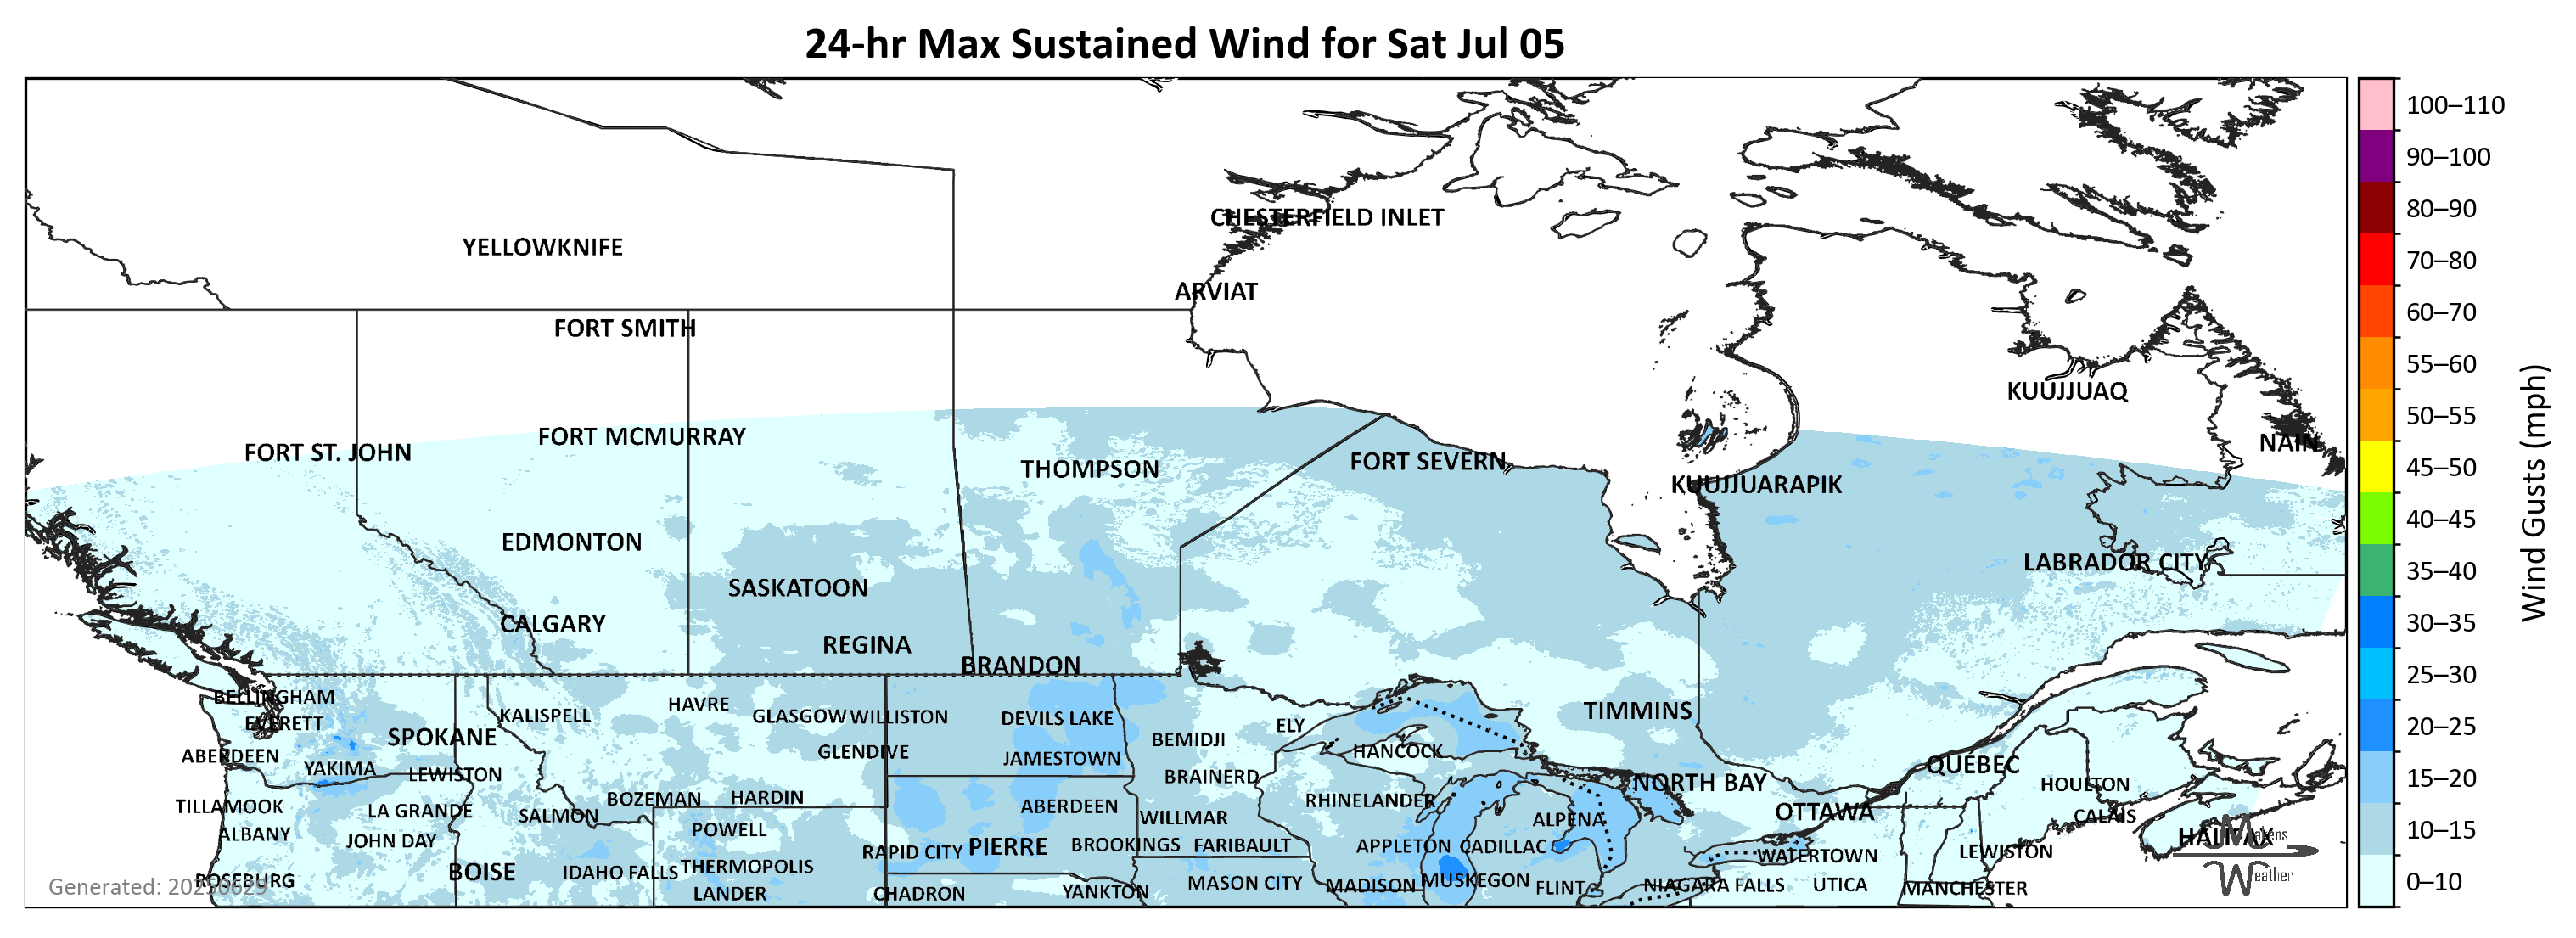 24-hr Max Sustained Wind for Sat Jul 05
100–110
90–100
80–90
70–80
60–70
55–60
50–55
45–50
40–45
35–40
30–35
25–30
20–25
15–20
10–15
0–10
Wind Gusts (mph)
CHESTERFIELD INLET
YELLOWKNIFE
ARVIAT
FORT SMITH
KUUJJUAQ
FORT MCMURRAY
NAIN
FORT ST. JOHN
FORT SEVERN
THOMPSON
KUUJJUARAPIK
EDMONTON
LABRADOR CITY
SASKATOON
CALGARY
REGINA
BRANDON
BELLINGHAM
HAVRE
TIMMINS
KALISPELL
GLASGOW
WILLISTON
DEVILS LAKE
EVERETT
ELY
SPOKANE
BEMIDJI
HANCOCK
GLENDIVE
ABERDEEN
JAMESTOWN
QUÉBEC
YAKIMA
LEWISTON
BRAINERD
NORTH BAY
HOULTON
BOZEMAN
HARDIN
RHINELANDER
TILLAMOOK
ABERDEEN
LA GRANDE
OTTAWA
SALMON
CALAIS
WILLMAR
ALPENA
POWELL
ALBANY
HALIFAX
JOHN DAY
BROOKINGS
FARIBAULT
APPLETON
CADILLAC
PIERRE
RAPID CITY
LEWISTON
WATERTOWN
THERMOPOLIS
BOISE
IDAHO FALLS
ROSEBURG
MUSKEGON
MASON CITY
NIAGARA FALLS
UTICA
MADISON
FLINT
MANCHESTER
YANKTON
LANDER
CHADRON
Makens
Weather
Generated: 20250629